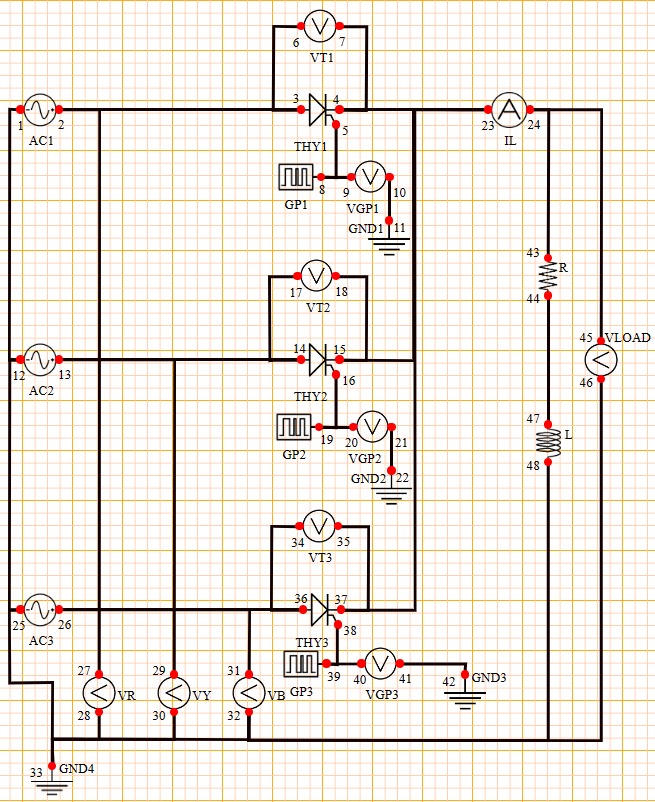 6 7
VT1
3 4
1 2
AC1
5
THY1
23 24
IL
8 9 10
GP1 VGP1
GND1 11
43
R
44
17 18
VT2
14 15
12 13
AC2
16
THY2
45 VLOAD
46
19 20 21
GP2 VGP2
GND2 22
47
L
48
34 35
VT3
36 37
25 26
AC3
38
THY3
39 40 41
GP3 VGP3
42 GND3
27 29 31
VR VY VB
28 30 32
33 GND4